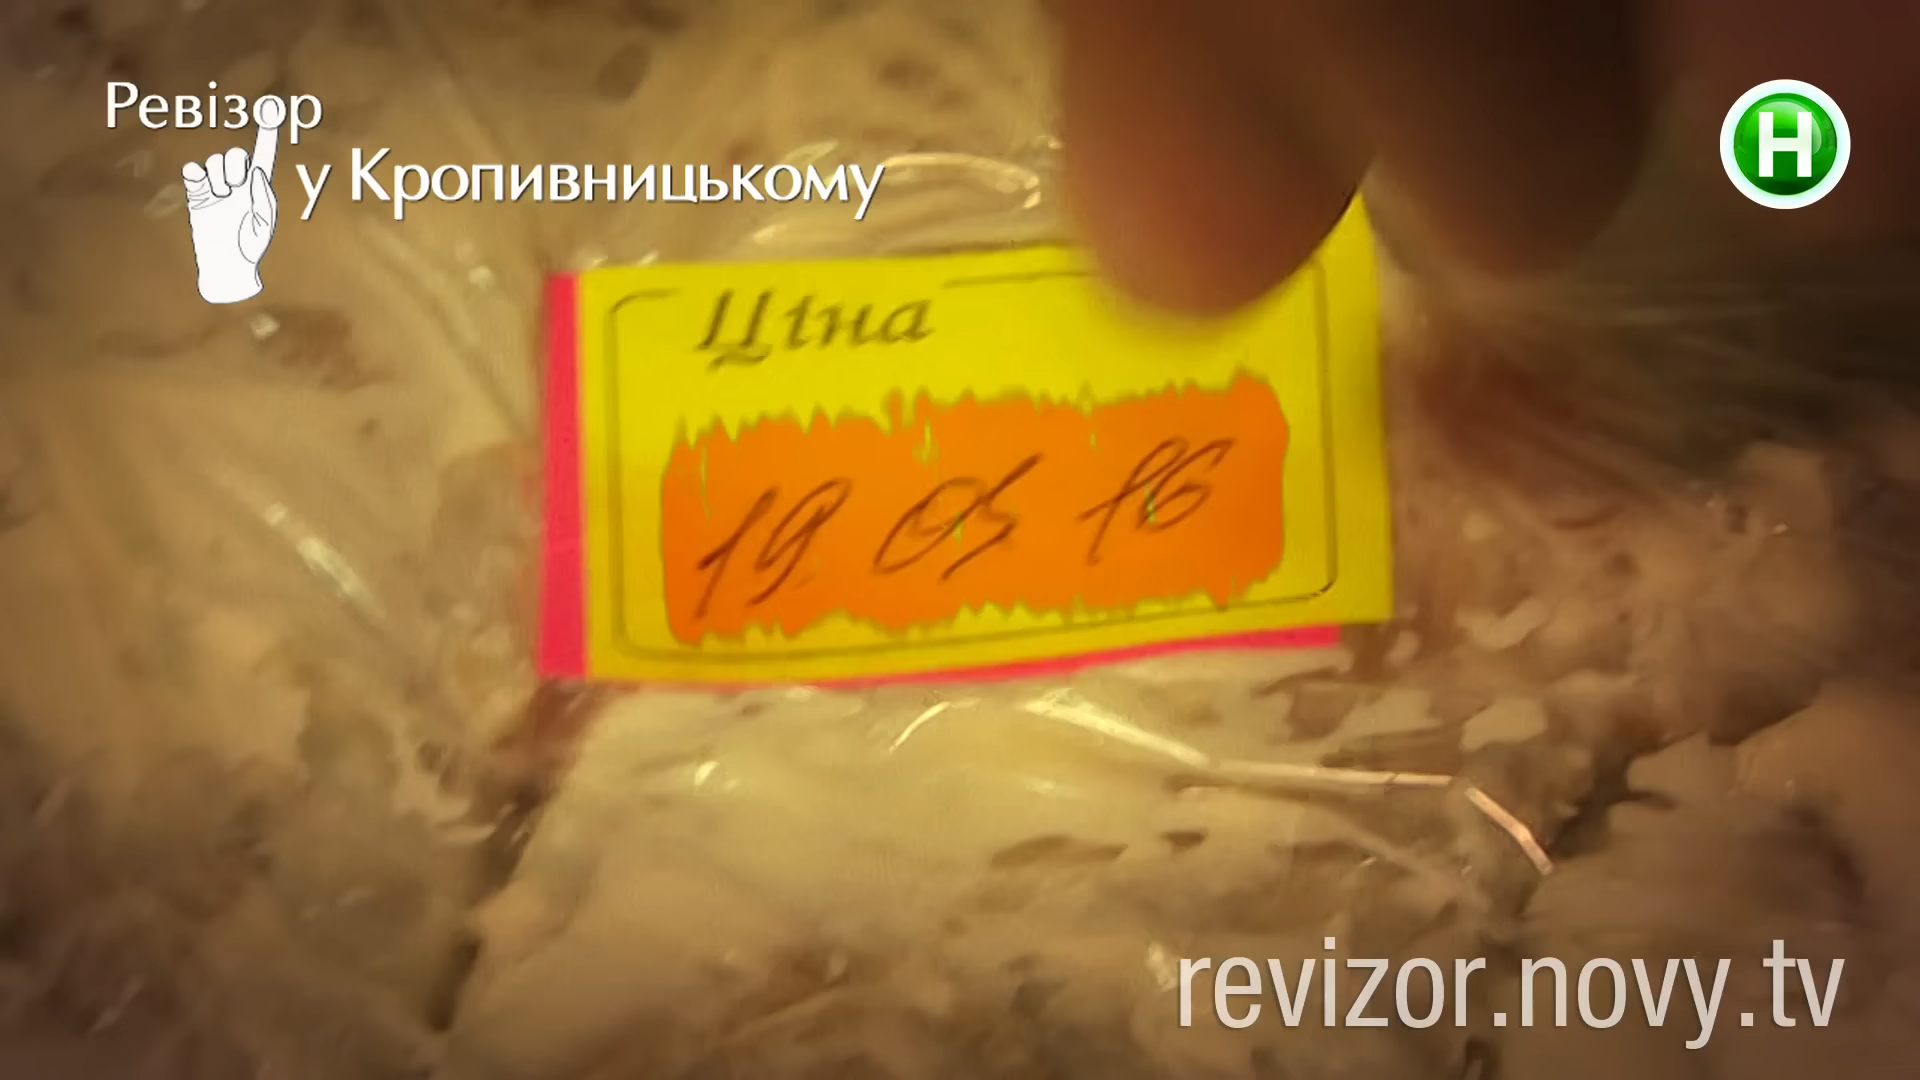 Ревізор
у Кропивницькому
Н
Ціна
19 05 16
revizor.novy.tv